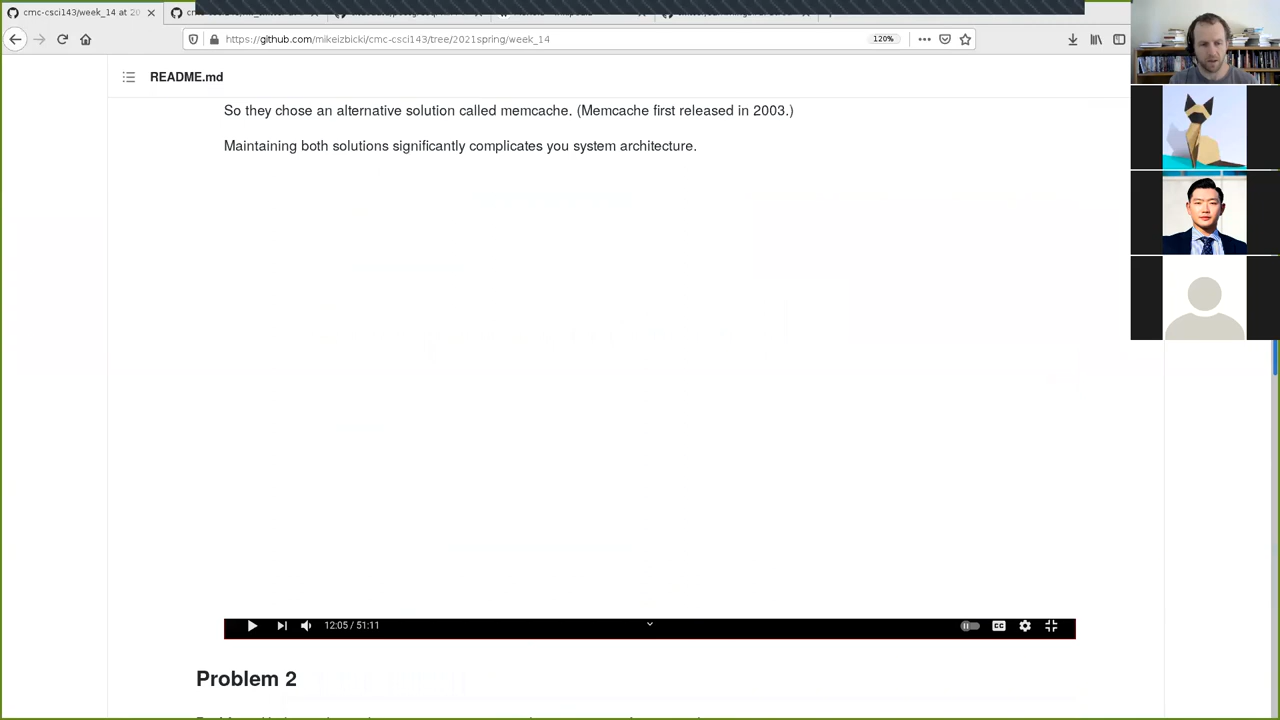 cmc-csci143/week_14 at 20
https://github.com/mikeizbicki/cmc-csci143/tree/2021spring/week_14
120%
README.md
So they chose an alternative solution called memcache. (Memcache first released in 2003.)
Maintaining both solutions significantly complicates you system architecture.
12:05 / 51:11
CC
Problem 2